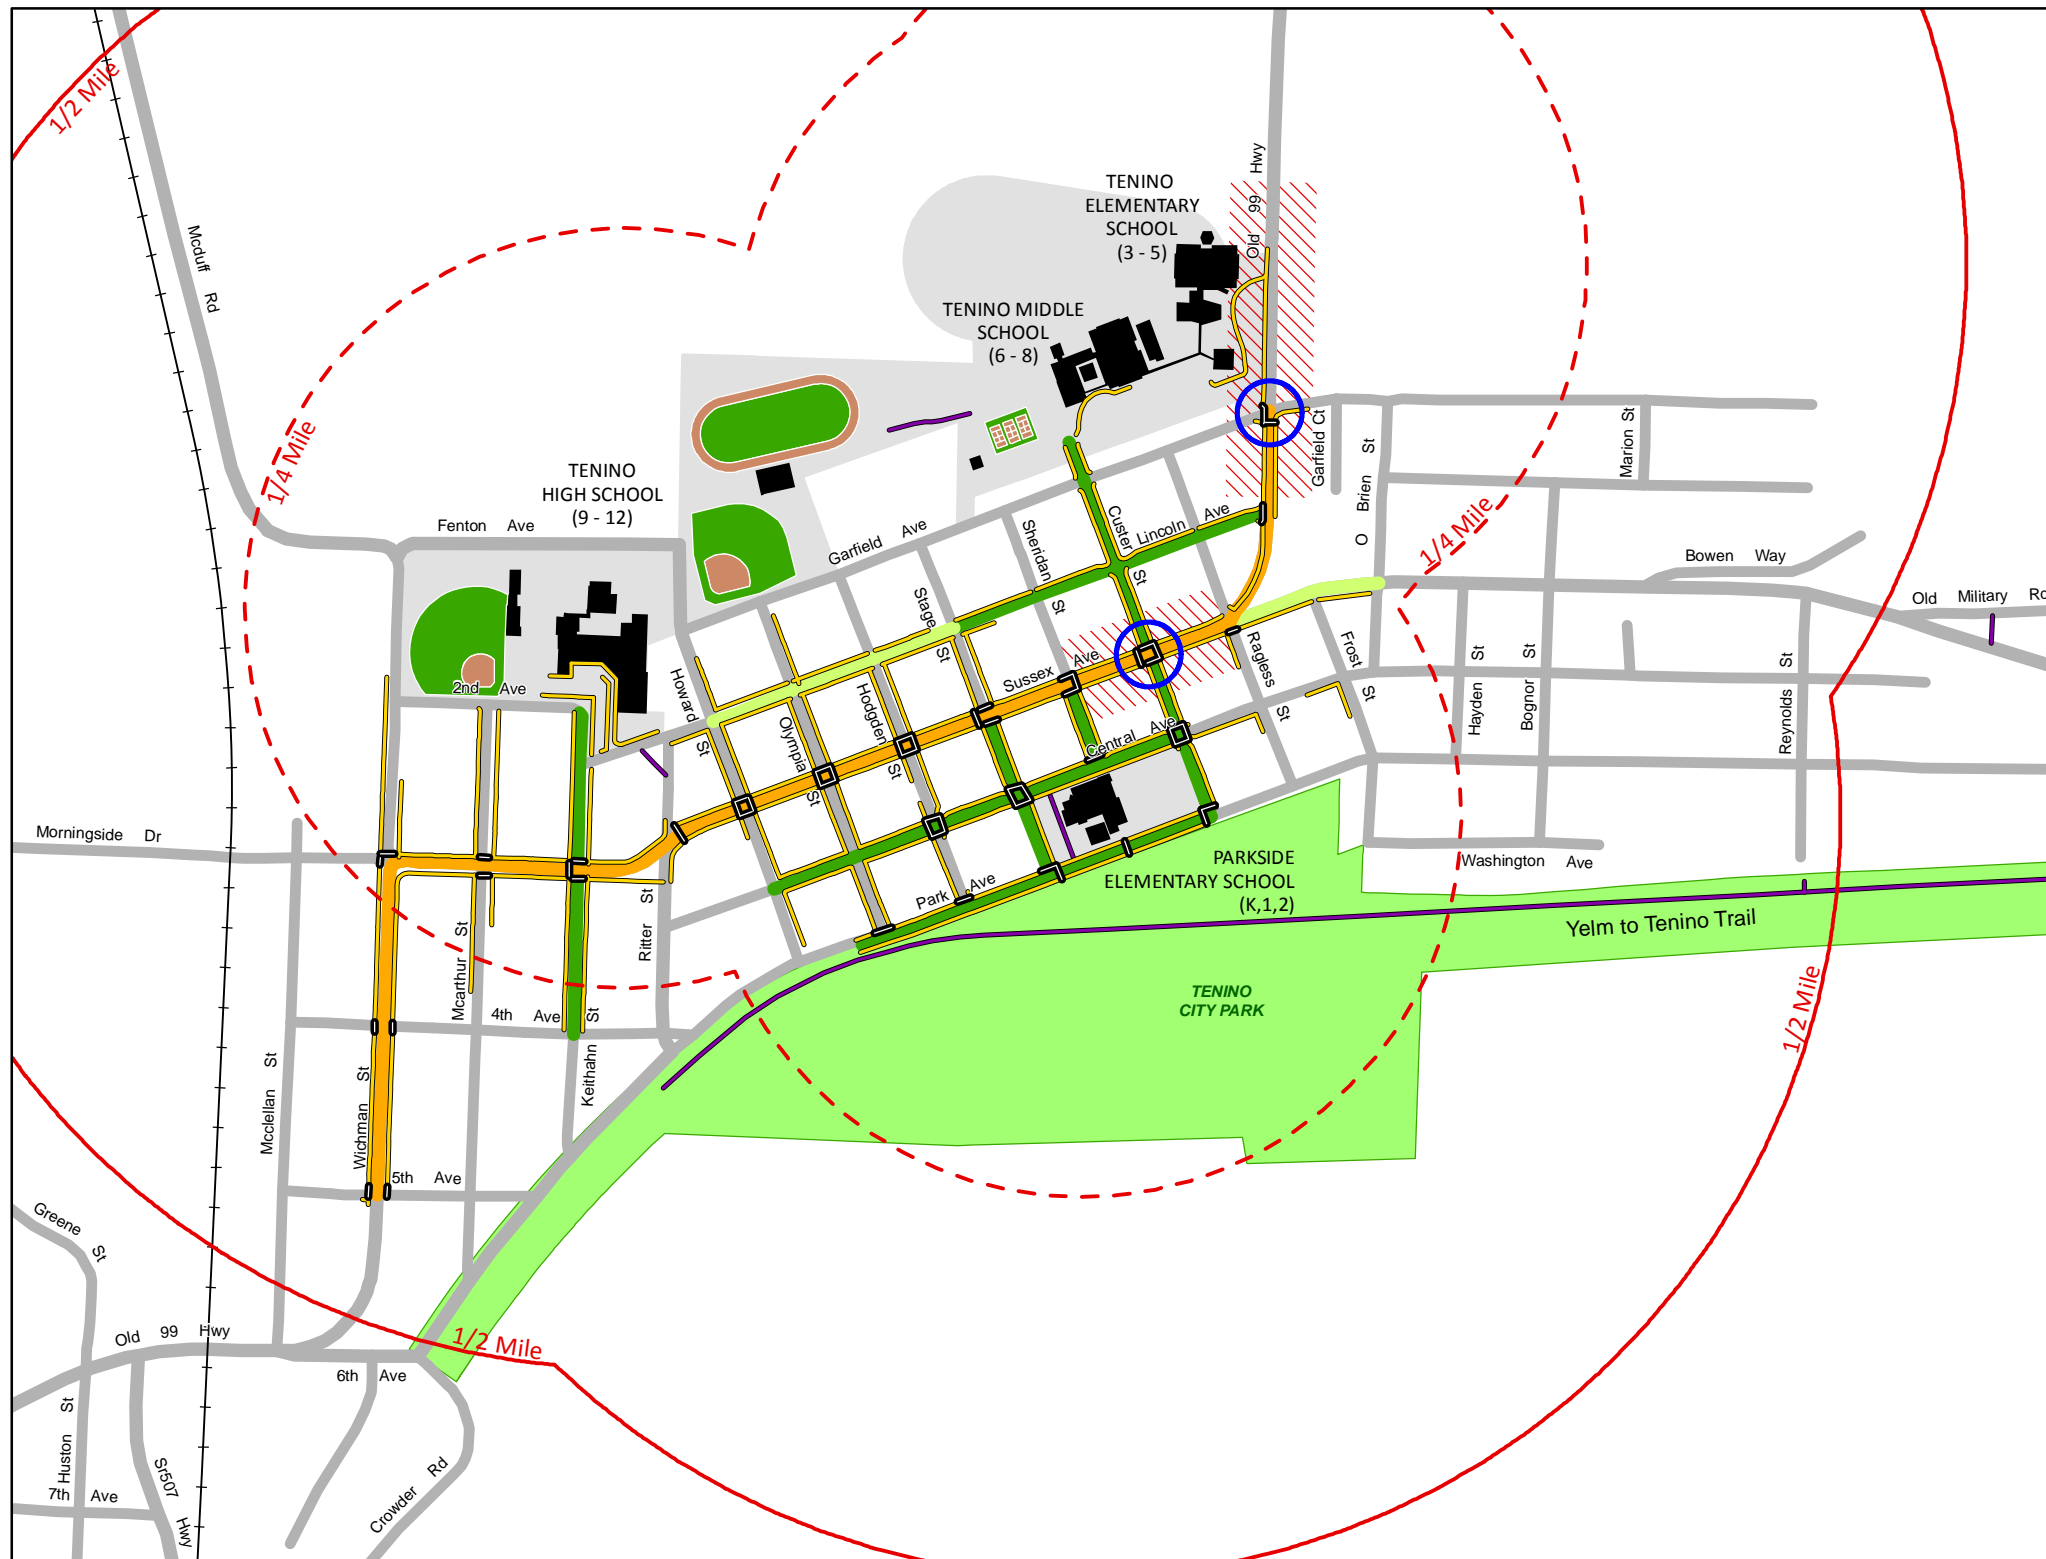 1/2 Mile
Mcduff Rd
TENINO
ELEMENTARY
SCHOOL
(3 - 5)
Old 99 Hwy
TENINO MIDDLE
SCHOOL
(6 - 8)
1/4 Mile
TENINO
HIGH SCHOOL
(9 - 12)
Fenton Ave
Garfield Ave
Sheridan St
Custer St
Lincoln Ave
Garfield Ct
O Brien St
Marion St
1/4 Mile
Bowen Way
Old Military Ro
Stage St
2nd Ave
Howard St
Olympia St
Hodgden St
Sussex Ave
Central Ave
Ragless St
Frost St
Hayden St
Bognor St
Reynolds St
Morningside Dr
Washington Ave
PARKSIDE
ELEMENTARY SCHOOL
(K,1,2)
Park Ave
Ritter St
Yelm to Tenino Trail
Mcarthur St
4th Ave
Keithahn St
TENINO
CITY PARK
1/2 Mile
Mcclellan St
Wichman St
5th Ave
Greene St
Old 99 Hwy
1/2 Mile
6th Ave
Huston St
Sr507 Hwy
7th Ave
Crowder Rd